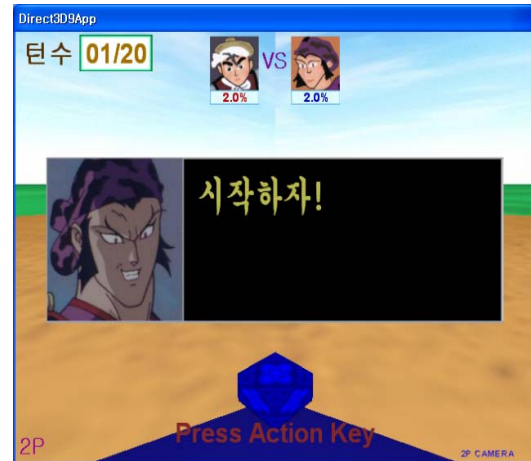 Direct3D9App
턴수 01/20
VS
2.0% 2.0%
시작하자!
Press Action Key
2P
2P CAMERA